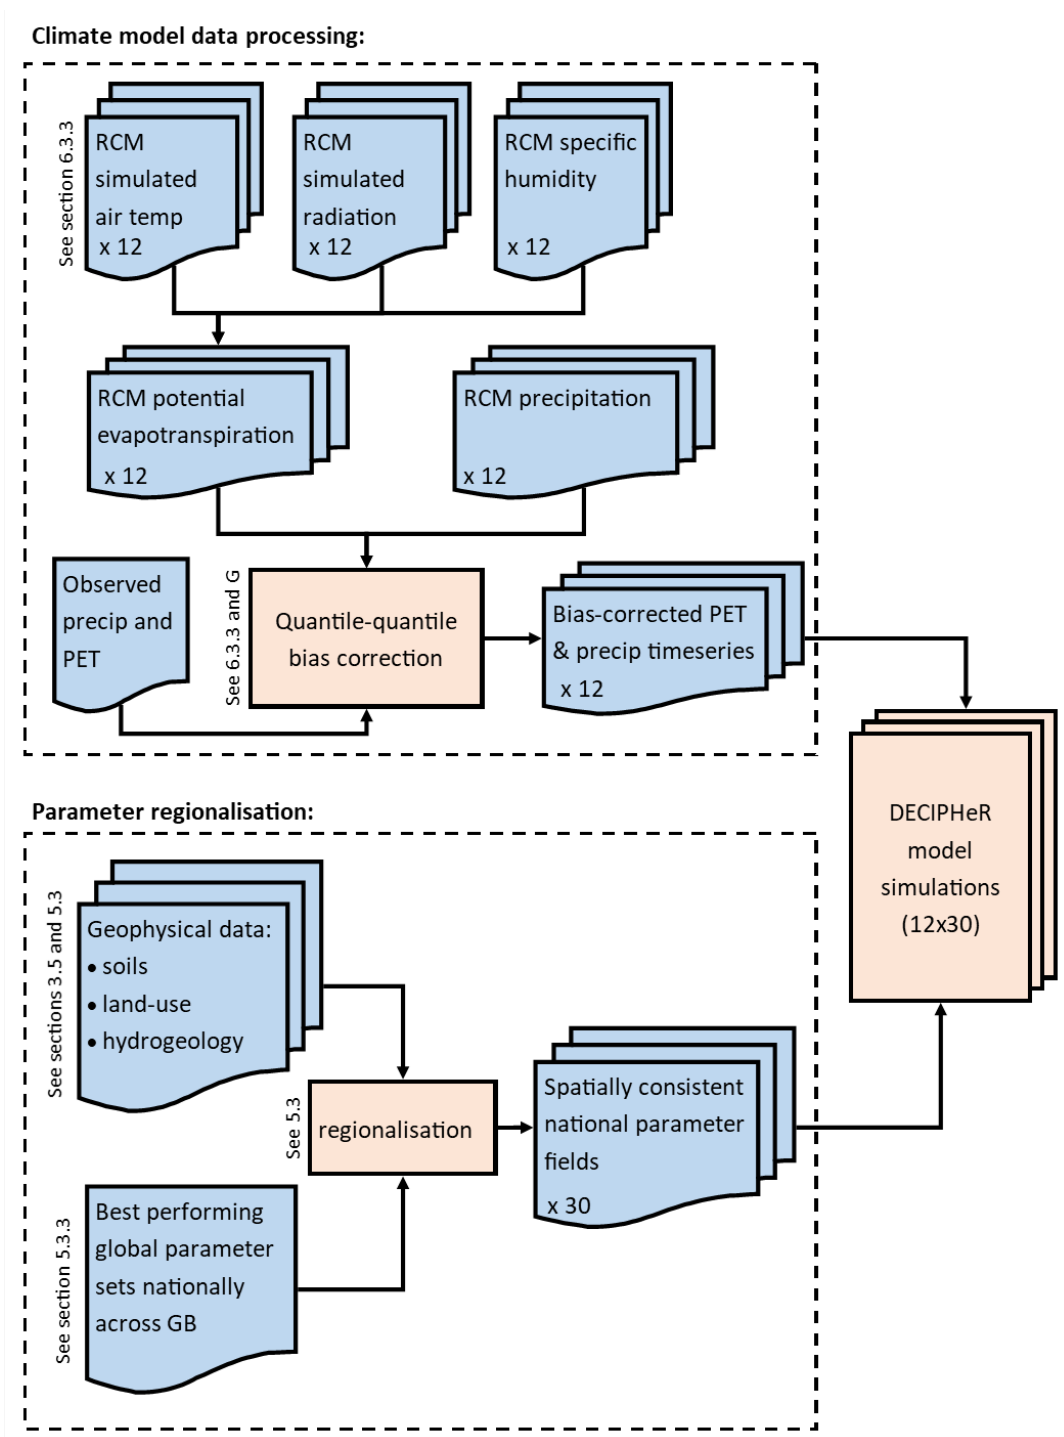 Climate model data processing:
See section 6.3.3
RCM
simulated
air temp
x 12
RCM
simulated
radiation
x 12
RCM specific
humidity
x 12
RCM potential
evapotranspiration
x 12
RCM precipitation
x 12
Observed
precip and
PET
See 6.3.3 and G
Quantile-quantile
bias correction
Bias-corrected PET
& precip timeseries
x 12
DECIPHeR
model
simulations
(12x30)
Parameter regionalisation:
See sections 3.5 and 5.3
Geophysical data:
• soils
• land-use
• hydrogeology
See 5.3
regionalisation
Spatially consistent
national parameter
fields
x 30
See section 5.3.3
Best performing
global parameter
sets nationally
across GB